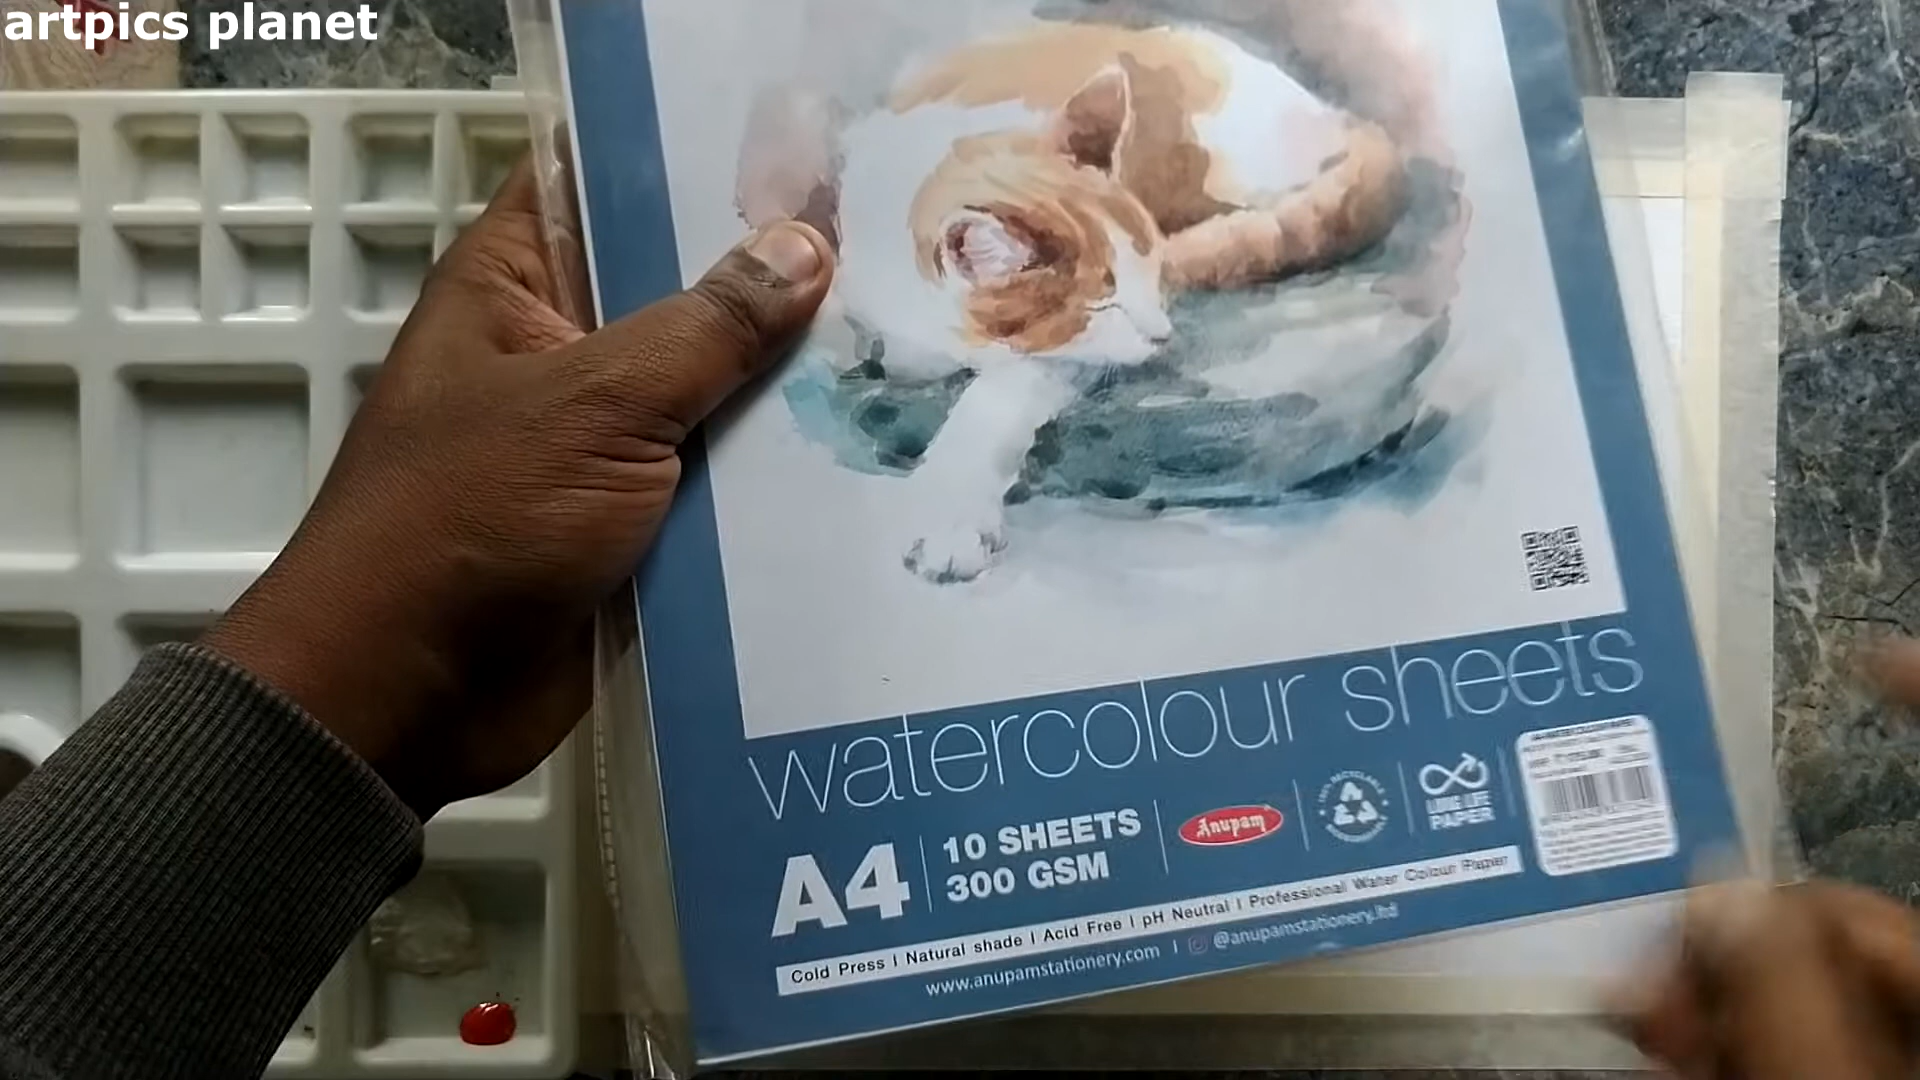 artpics planet
watercolour sheets
A4
10 SHEETS
300 GSM
Anupam
LONG LIFE
PAPER
Cold Press I Natural shade I Acid Free I pH Neutral I Professional Water Colour Paper
www.anupamstationery.com I @anupamstationery.ltd